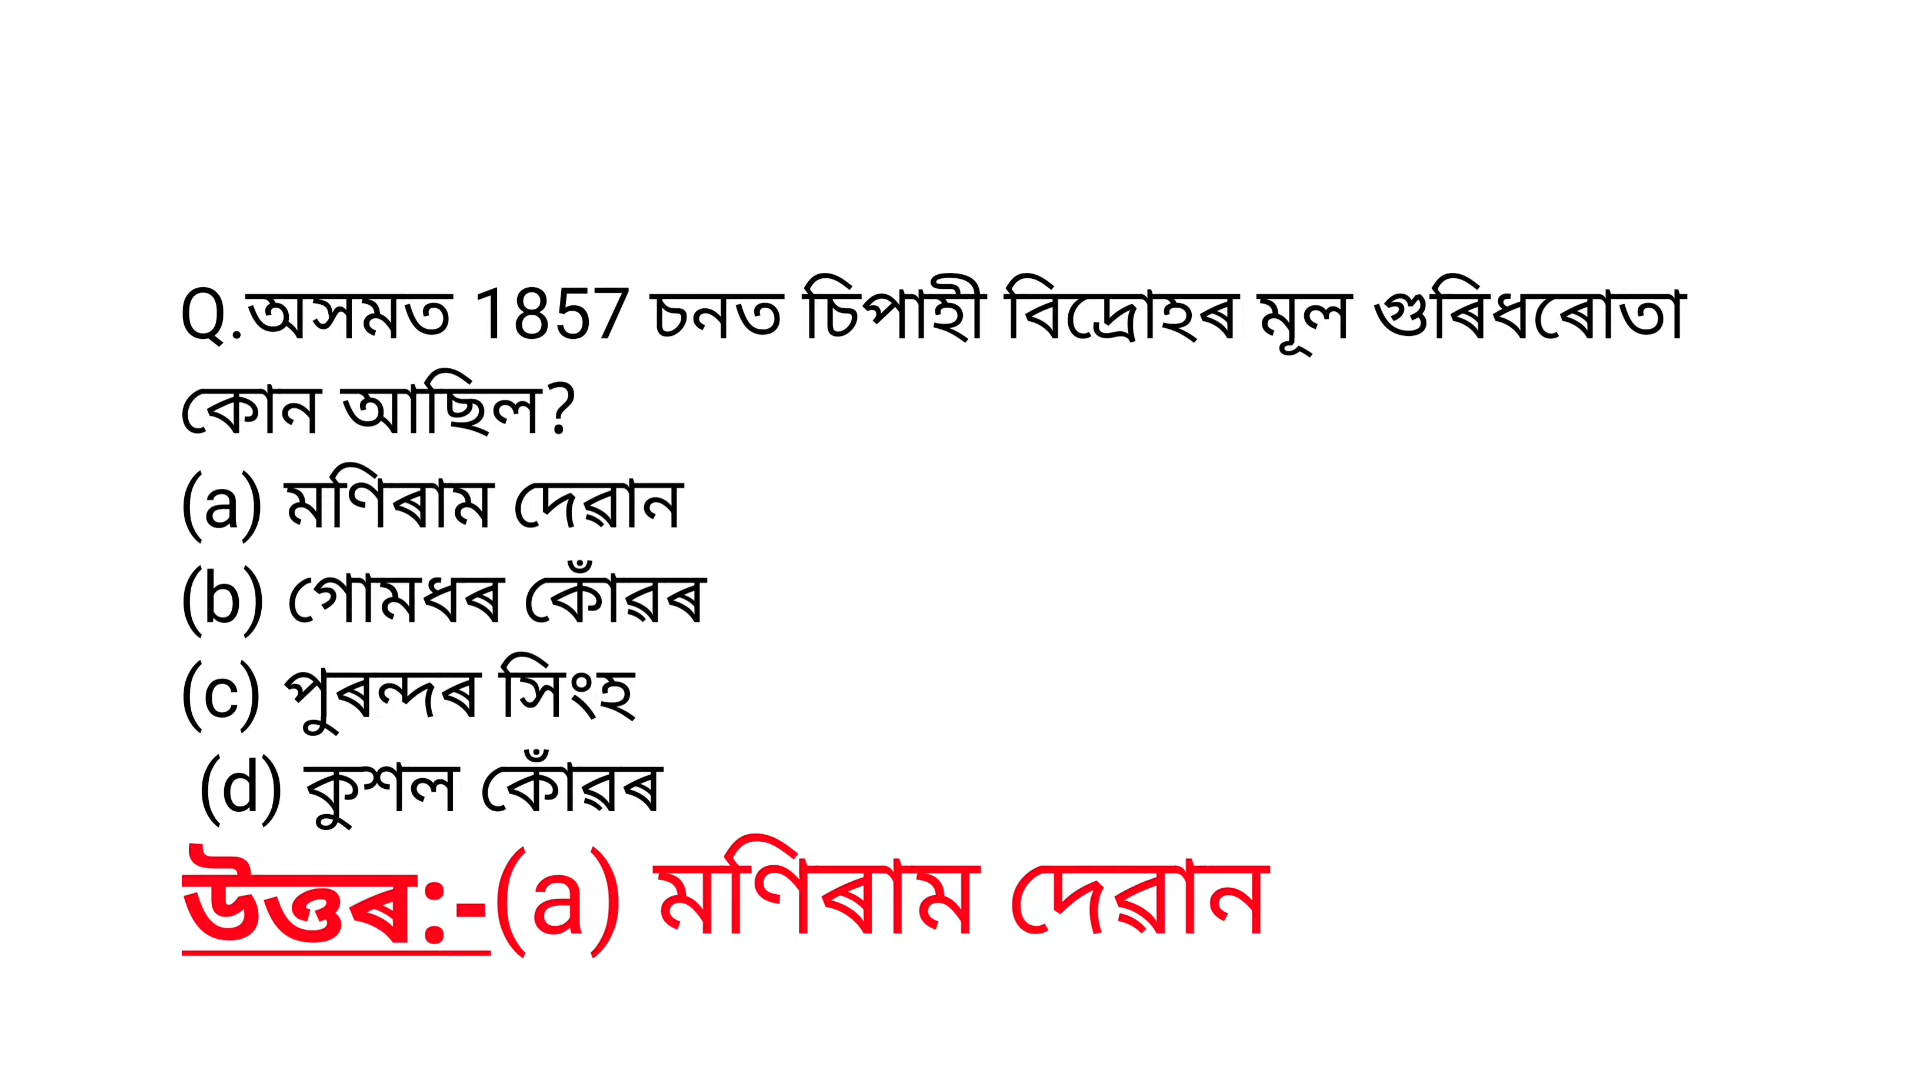 Q.অসমত 1857 চনত চিপাহী বিদ্ৰোহৰ মূল গুৰিধৰোতা
কোন আছিল?
(a) মণিৰাম দেৱান
(b) গোমধৰ কোঁৱৰ
(c) পুৰন্দৰ সিংহ
(d) কুশল কোঁৱৰ
উত্তৰ:-(a) মণিৰাম দেৱান